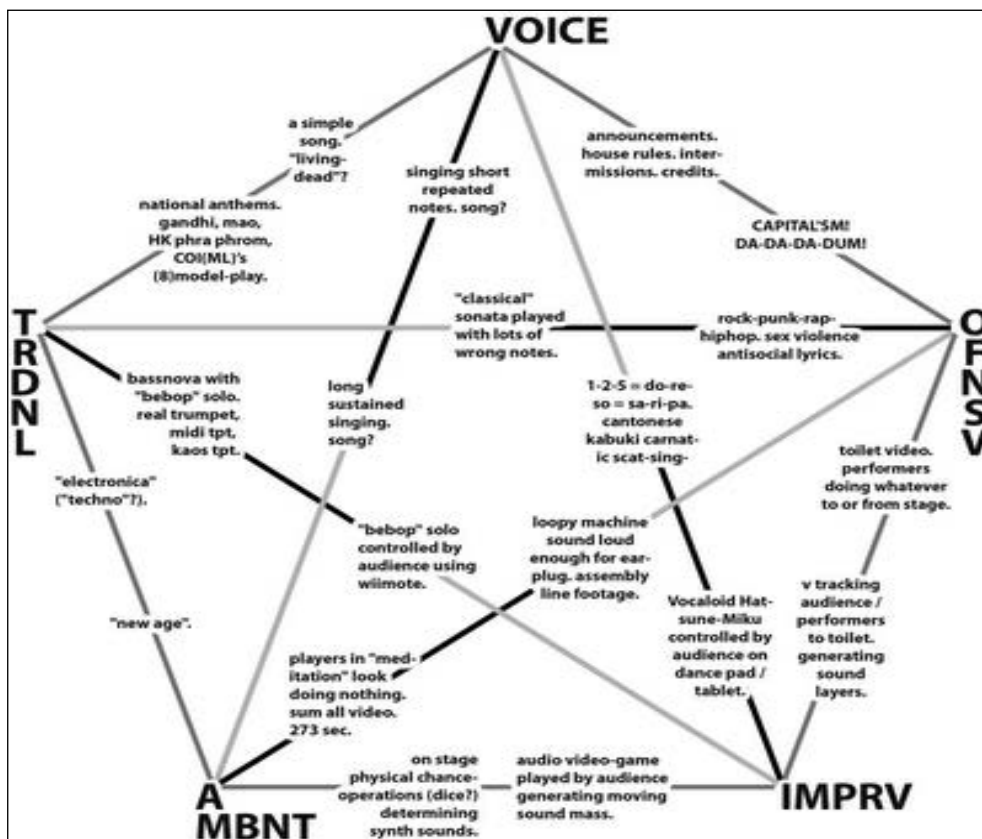 VOICE
a simple
song.
"living-
dead"?
announcements.
house rules. inter-
missions. credits.
singing short
repeated
notes. song?
national anthems.
gandhi, mao,
HK phra phrom,
COI(ML)'s
(8)model-play.
CAPITAL'SM!
DA-DA-DA-DUM!
TRDNL
"classical"
sonata played
with lots of
wrong notes.
rock-punk-rap-
hiphop. sex violence
antisocial lyrics.
OFNSV
bassnova with
"bebop" solo.
real trumpet,
midi tpt,
kaos tpt.
long
sustained
singing.
song?
1-2-5 = do-re-
so = sa-ri-pa.
cantonese
kabuki carnat-
ic scat-sing-
toilet video.
performers
doing whatever
to or from stage.
"electronica"
("techno"?).
"bebop" solo
controlled by
audience using
wiimote.
loopy machine
sound loud
enough for ear-
plug. assembly
line footage.
Vocaloid Hat-
sune-Miku
controlled by
audience on
dance pad /
tablet.
v tracking
audience /
performers
to toilet.
generating
sound
layers.
"new age".
players in "med-
itation" look
doing nothing.
sum all video.
273 sec.
on stage
physical chance-
operations (dice?)
determining
synth sounds.
audio video-game
played by audience
generating moving
sound mass.
A
MBNT
IMPRV